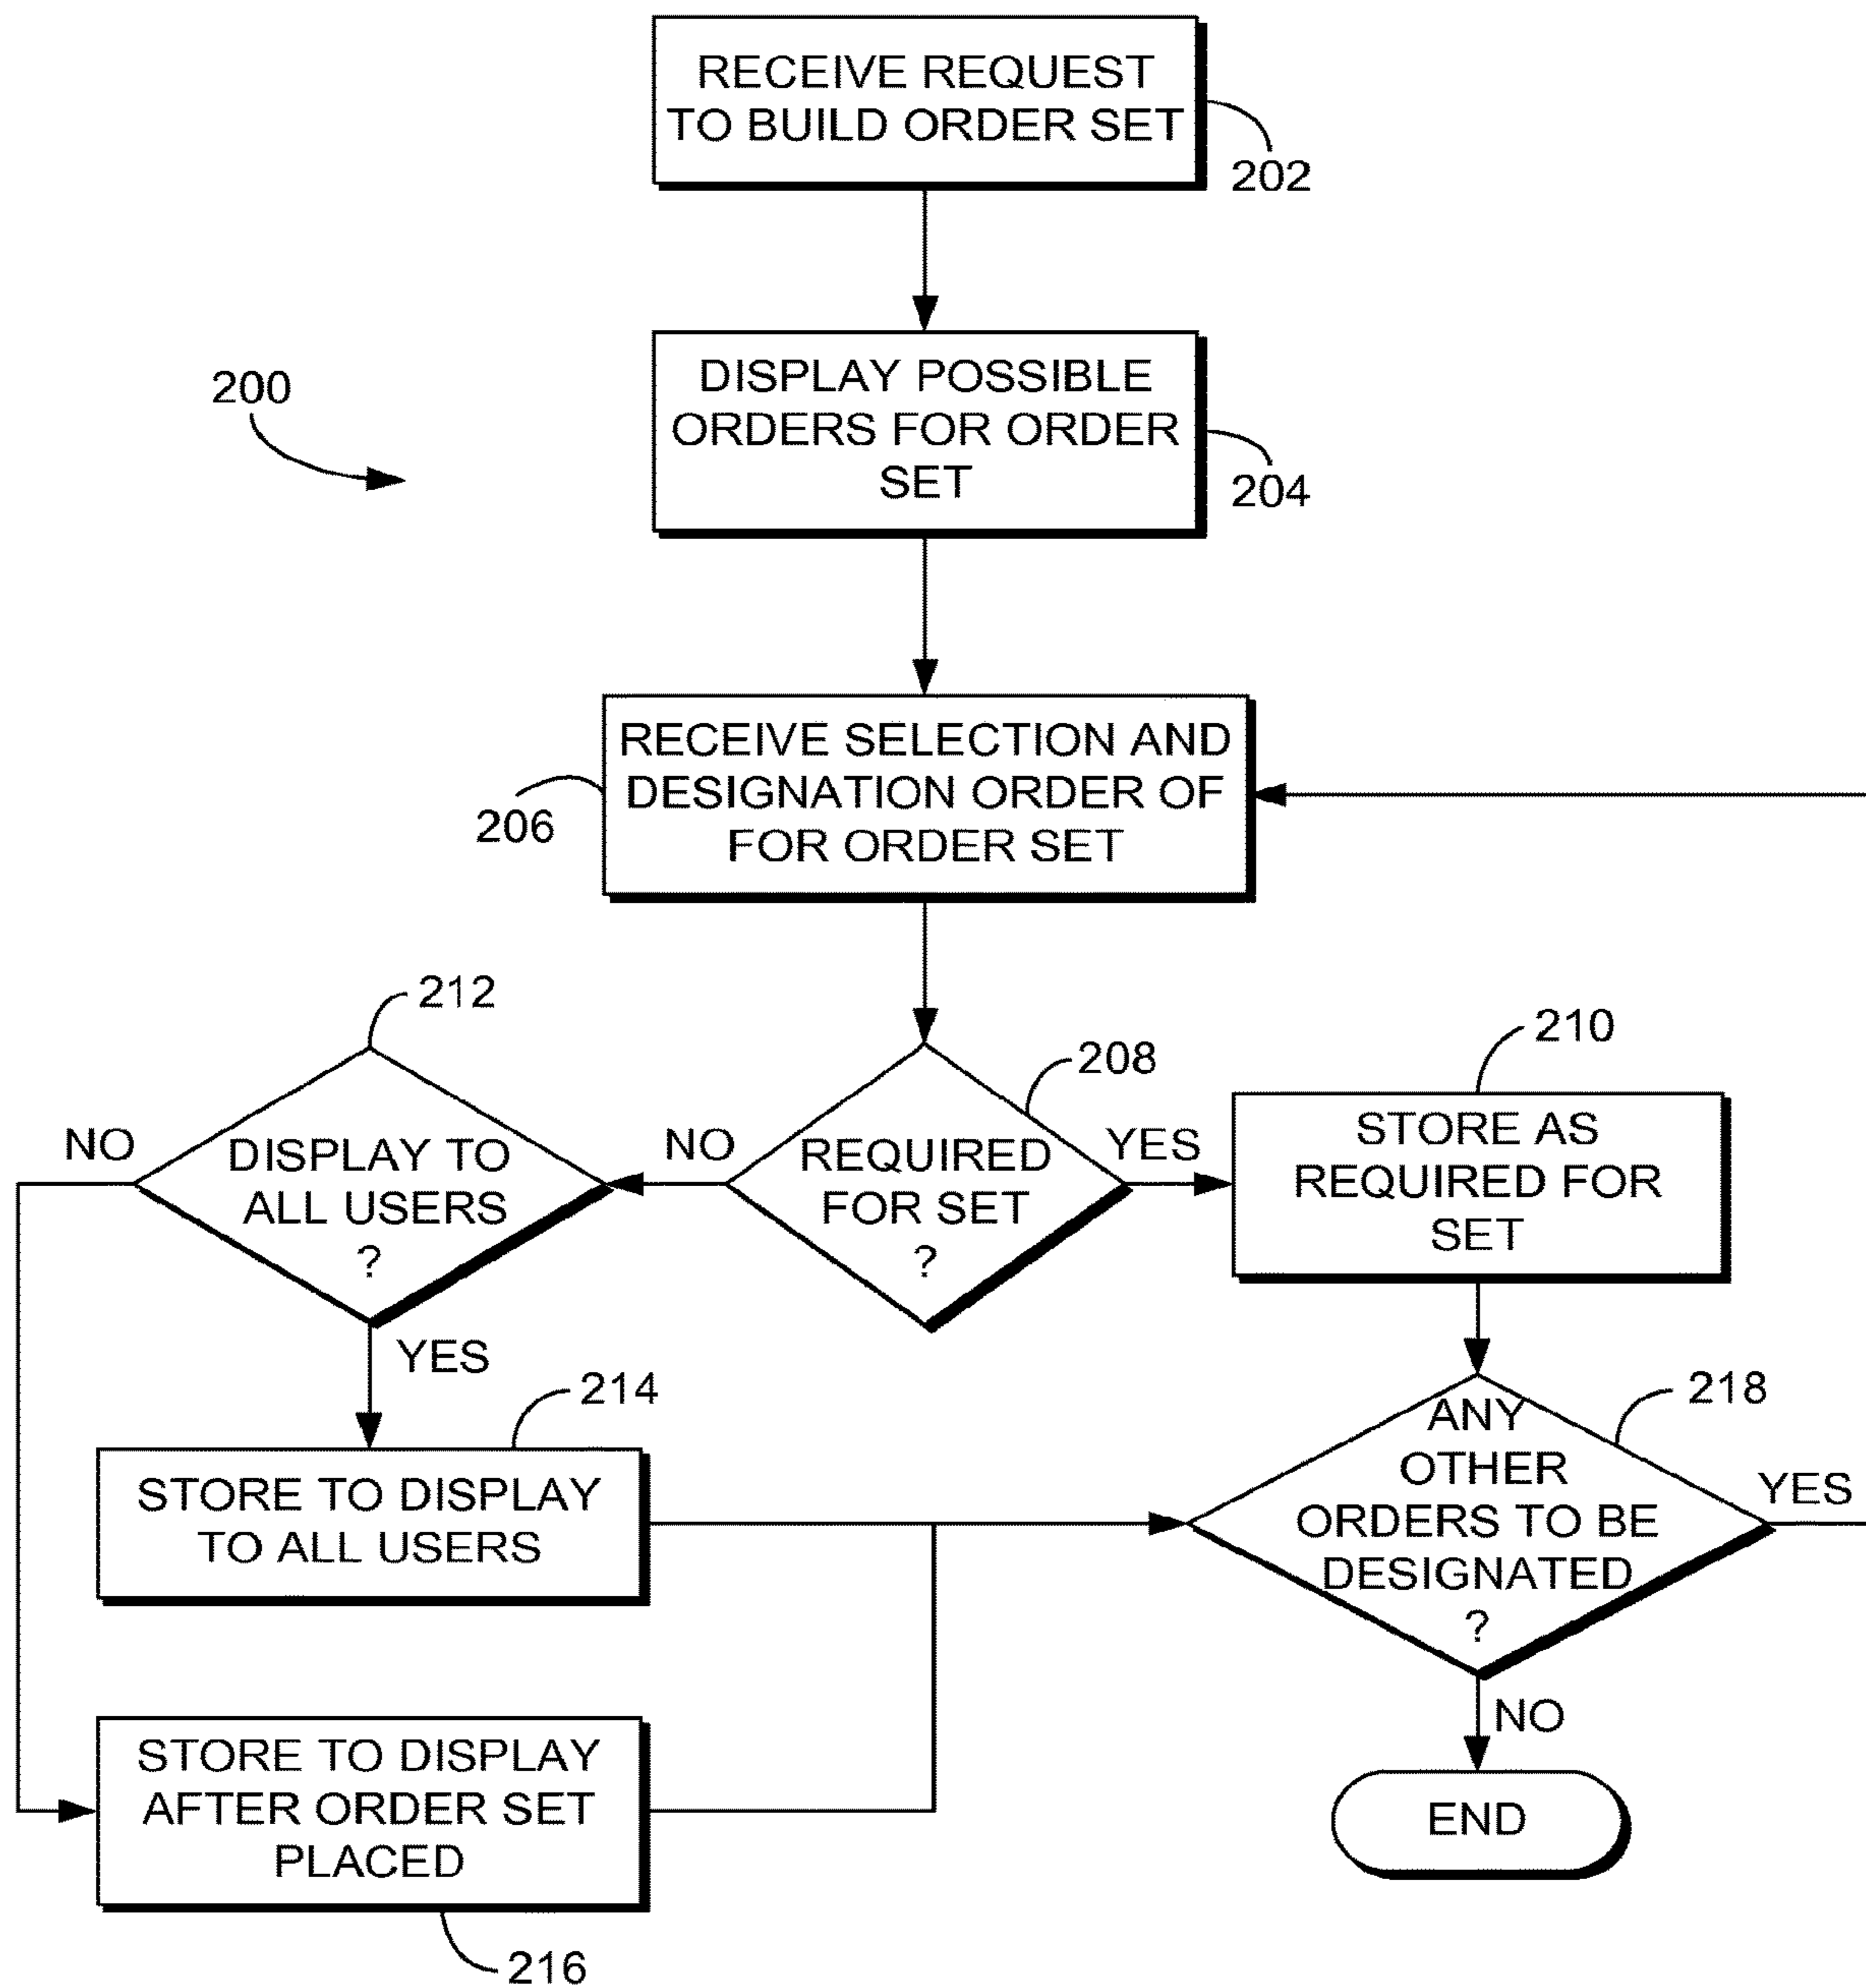 RECEIVE REQUEST
TO BUILD ORDER SET
202
200
DISPLAY POSSIBLE
ORDERS FOR ORDER
SET
204
RECEIVE SELECTION AND
DESIGNATION ORDER OF
FOR ORDER SET
206
212
NO
DISPLAY TO
ALL USERS
?
YES
NO
208
REQUIRED
FOR SET
?
YES
210
STORE AS
REQUIRED FOR
SET
214
STORE TO DISPLAY
TO ALL USERS
218
ANY
OTHER
ORDERS TO BE
DESIGNATED
?
YES
NO
STORE TO DISPLAY
AFTER ORDER SET
PLACED
216
END